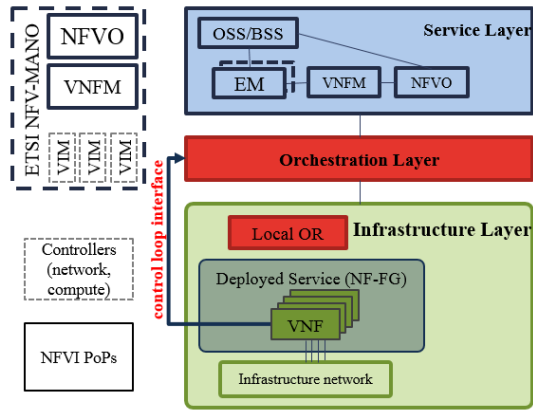 ETSI NFV-MANO
NFVO
VNFM
VIM
VIM
VIM
Controllers
(network,
compute)
NFVI PoPs
Service Layer
OSS/BSS
EM
VNFM
NFVO
Orchestration Layer
control loop interface
Infrastructure Layer
Local OR
Deployed Service (NF-FG)
VNF
Infrastructure network